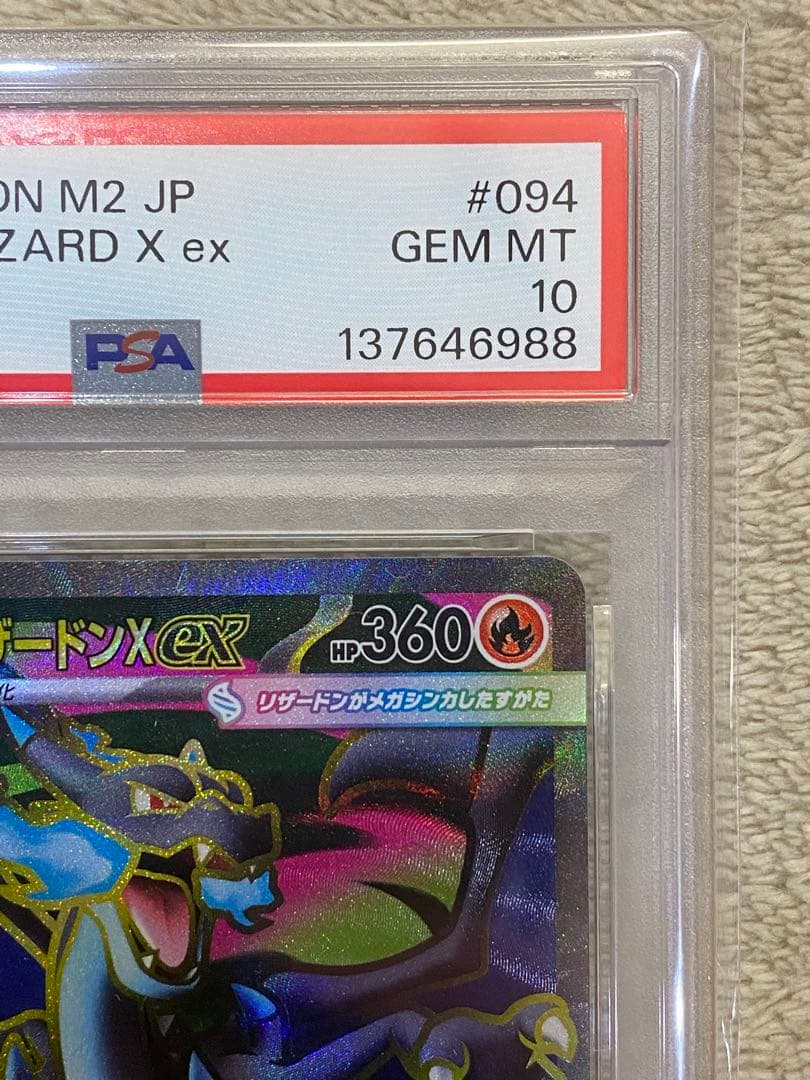 ON M2 JP #094
ZARD X ex GEM MT
10
PSA 137646988
ザードンXex HP360
化
リザードンがメガシンカしたすがた